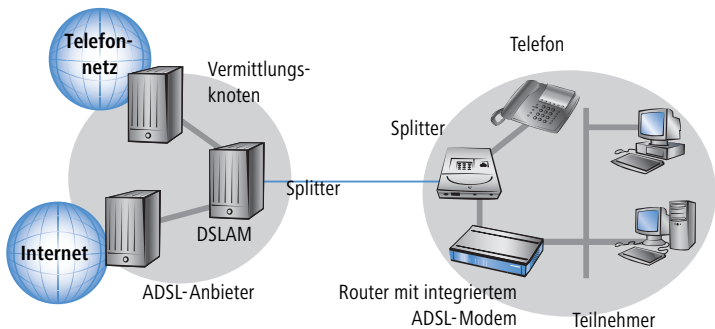 Telefon-
netz
Vermittlungs-
knoten
Telefon
Splitter
Splitter
DSLAM
Internet
ADSL-Anbieter
Router mit integriertem
ADSL-Modem
Teilnehmer